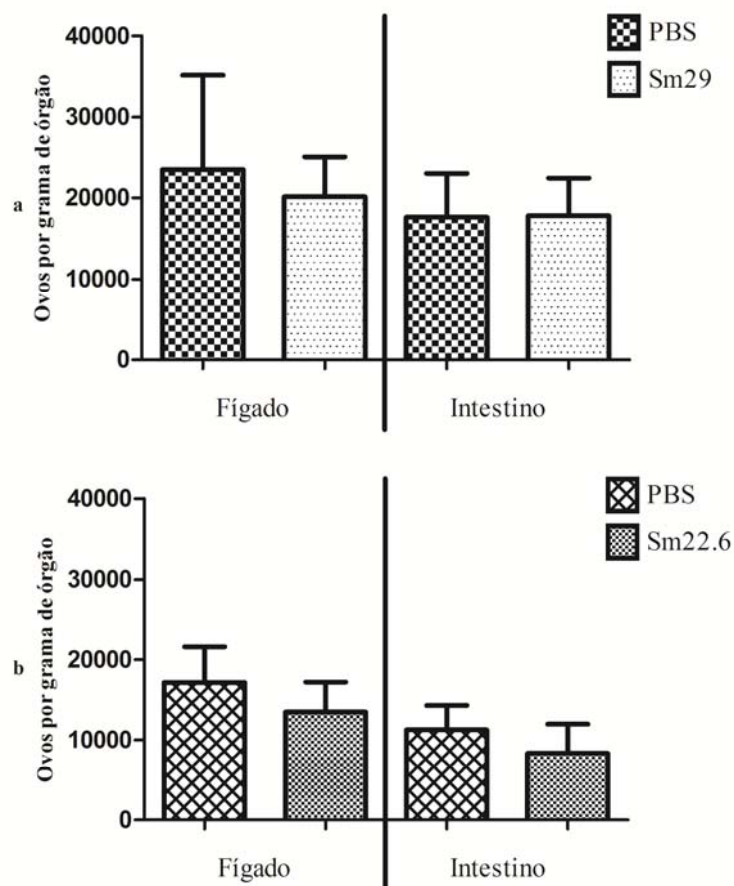 a
Ovos por grama de órgão
40000
30000
20000
10000
0
PBS
Sm29
Fígado
Intestino
b
Ovos por grama de órgão
40000
30000
20000
10000
0
PBS
Sm22.6
Fígado
Intestino